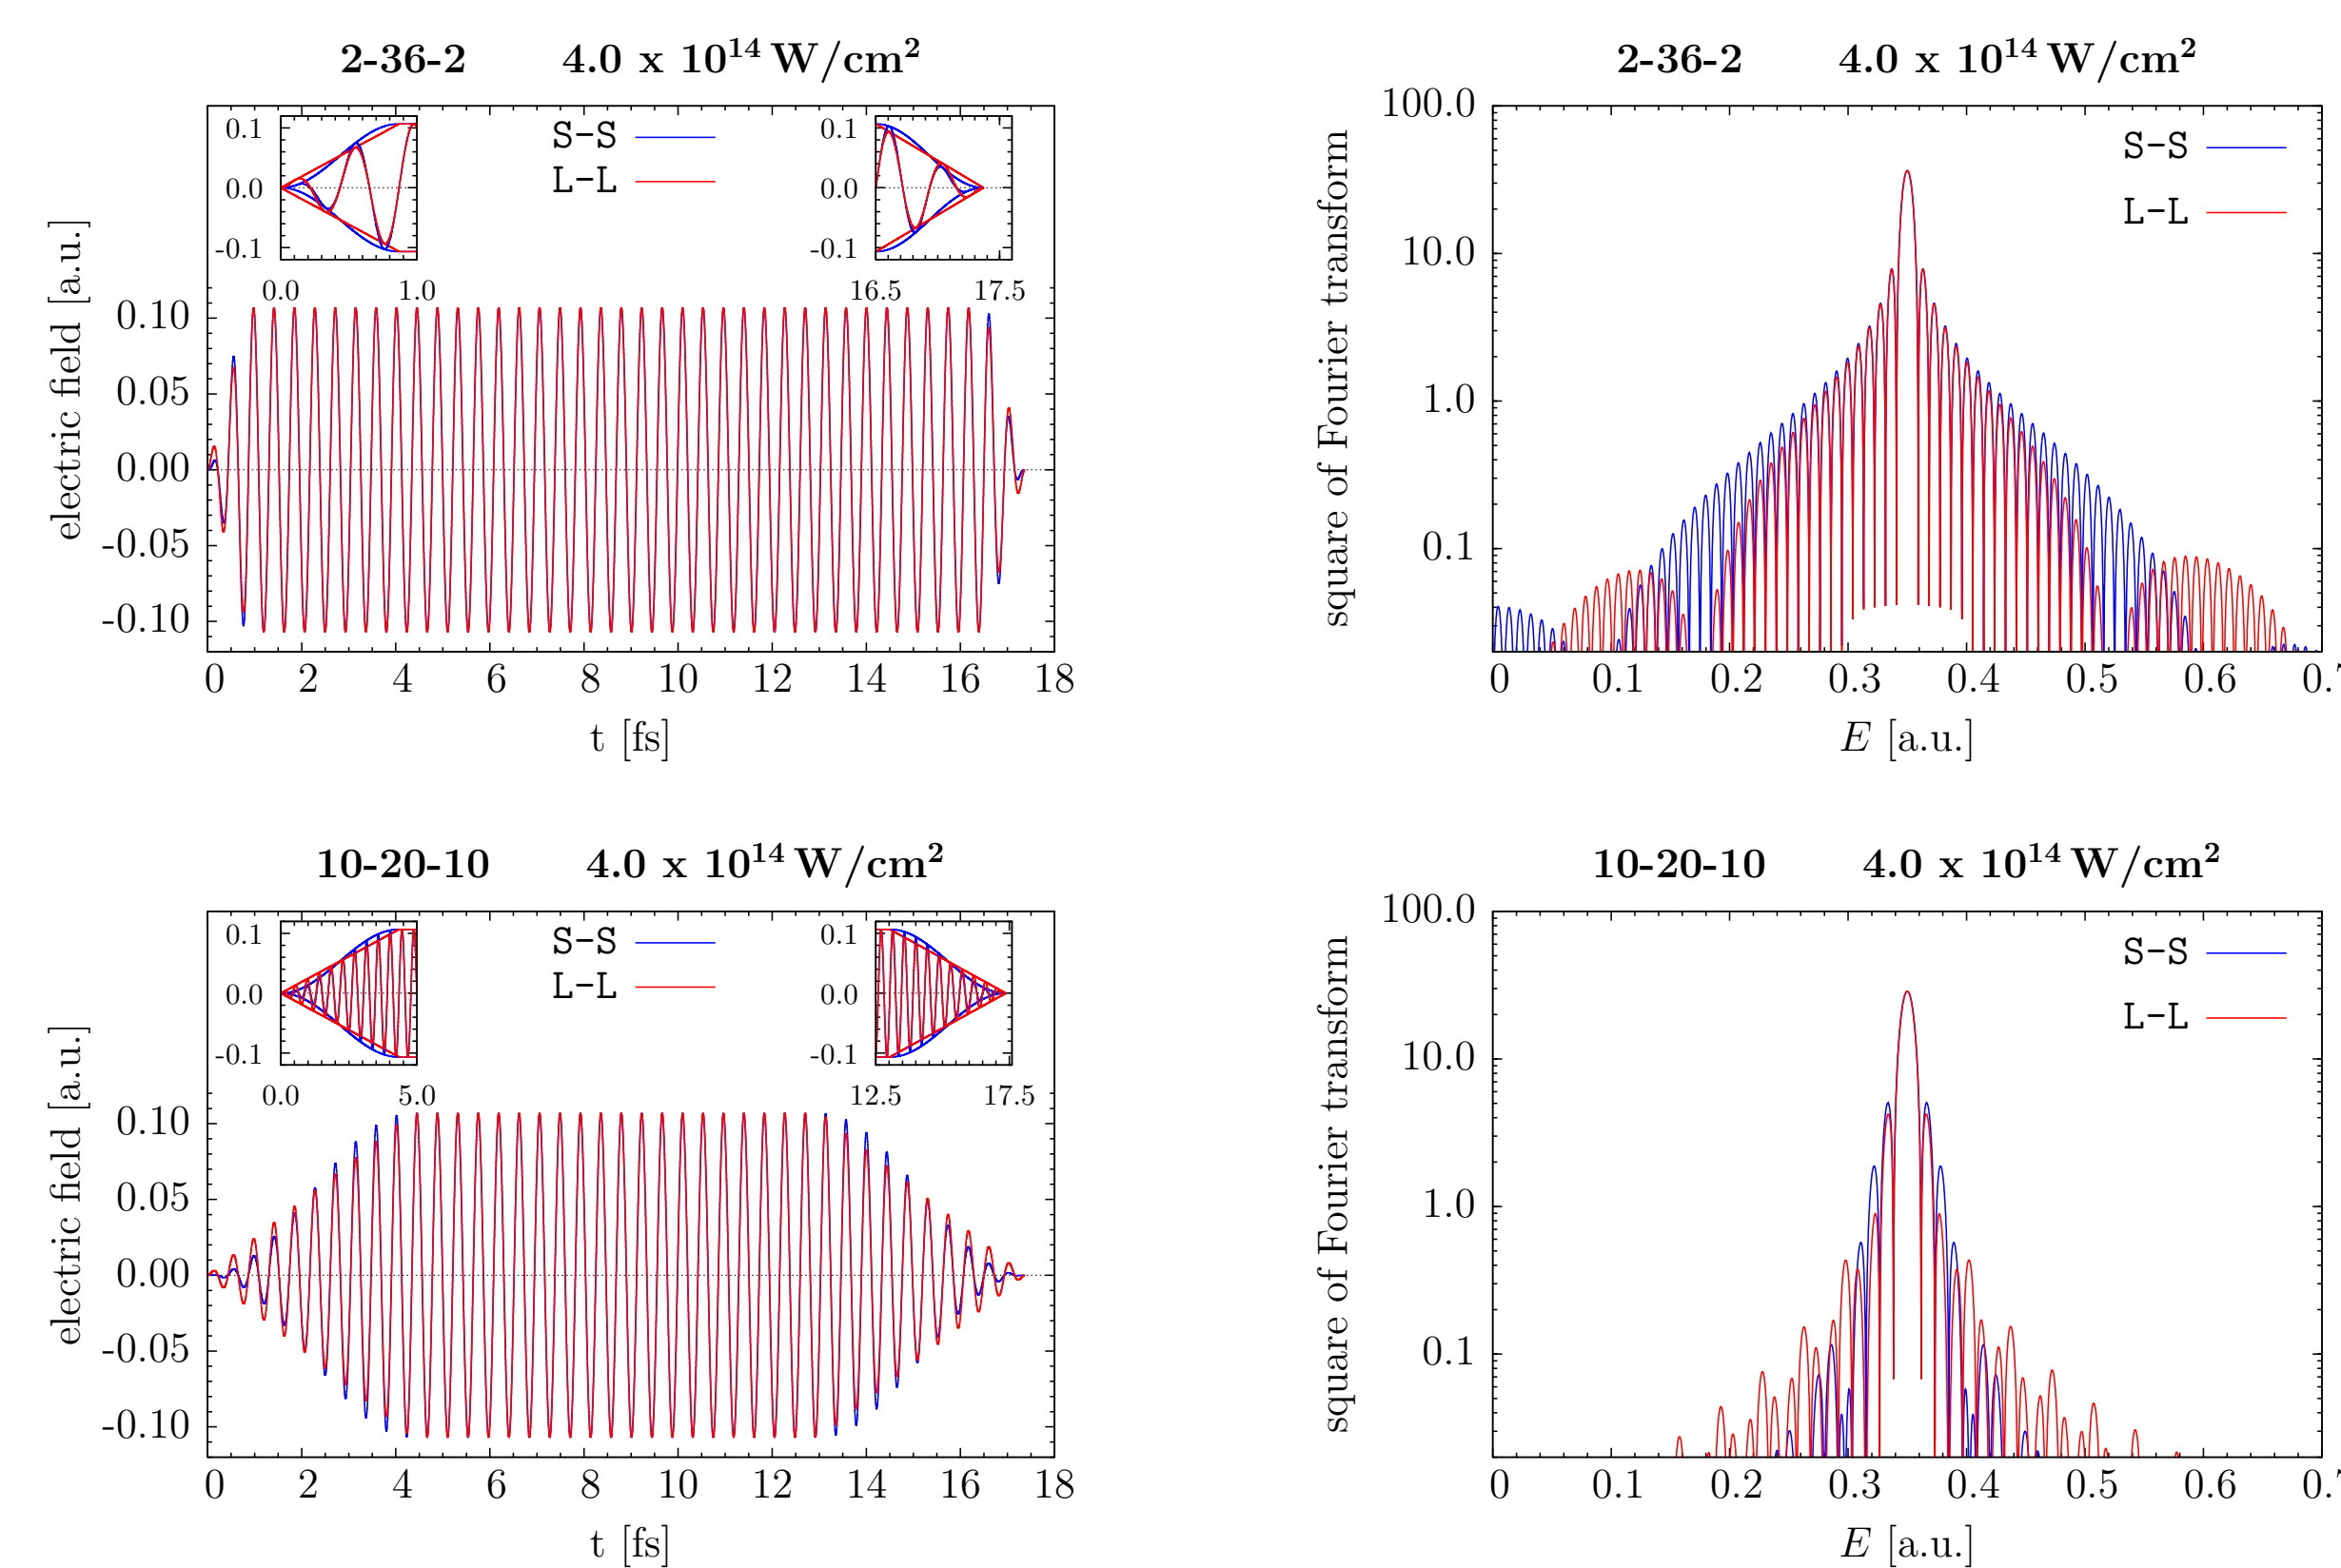 2-36-2 4.0 x 10¹⁴ W/cm²
electric field [a.u.]
S-S
L-L
0.1
0.0
-0.1
0.0 1.0
0.1
0.0
-0.1
16.5 17.5
0.10
0.05
0.00
-0.05
-0.10
0 2 4 6 8 10 12 14 16 18
t [fs]
2-36-2 4.0 x 10¹⁴ W/cm²
square of Fourier transform
S-S
L-L
100.0
10.0
1.0
0.1
0 0.1 0.2 0.3 0.4 0.5 0.6 0.7
E [a.u.]
10-20-10 4.0 x 10¹⁴ W/cm²
electric field [a.u.]
S-S
L-L
0.1
0.0
-0.1
0.0 5.0
0.1
0.0
-0.1
12.5 17.5
0.10
0.05
0.00
-0.05
-0.10
0 2 4 6 8 10 12 14 16 18
t [fs]
10-20-10 4.0 x 10¹⁴ W/cm²
square of Fourier transform
S-S
L-L
100.0
10.0
1.0
0.1
0 0.1 0.2 0.3 0.4 0.5 0.6 0.7
E [a.u.]